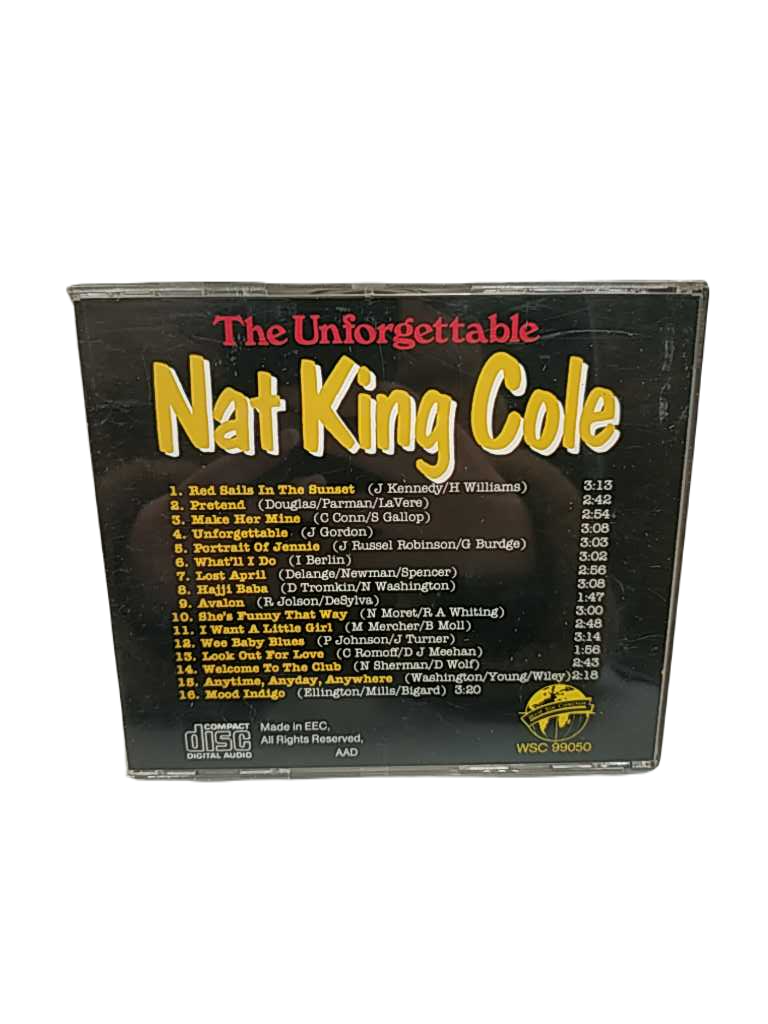 The Unforgettable
Nat King Cole
1. Red Sails In The Sunset (J Kennedy/H Williams) 3:13
2. Pretend (Douglas/Parman/LaVere) 2:42
3. Make Her Mine (C Conn/S Gallop) 2:54
4. Unforgettable (J Gordon) 3:08
5. Portrait Of Jennie (J Russel Robinson/G Burdge) 3:03
6. What'll I Do (I Berlin) 3:02
7. Lost April (Delange/Newman/Spencer) 2:56
8. Hajji Baba (D Tromkin/N Washington) 3:08
9. Avalon (R Jolson/DeSylva) 1:47
10. She's Funny That Way (N Moret/R A Whiting) 3:00
11. I Want A Little Girl (M Mercher/B Moll) 2:48
12. Wee Baby Blues (P Johnson/J Turner) 3:14
13. Look Out For Love (C Romoff/D J Meehan) 1:56
14. Welcome To The Club (N Sherman/D Wolf) 2:43
15. Anytime, Anyday, Anywhere (Washington/Young/Wiley) 2:18
16. Mood Indigo (Ellington/Mills/Bigard) 3:20
COMPACT
disc
DIGITAL AUDIO
Made in EEC,
All Rights Reserved,
AAD
WSC 99050